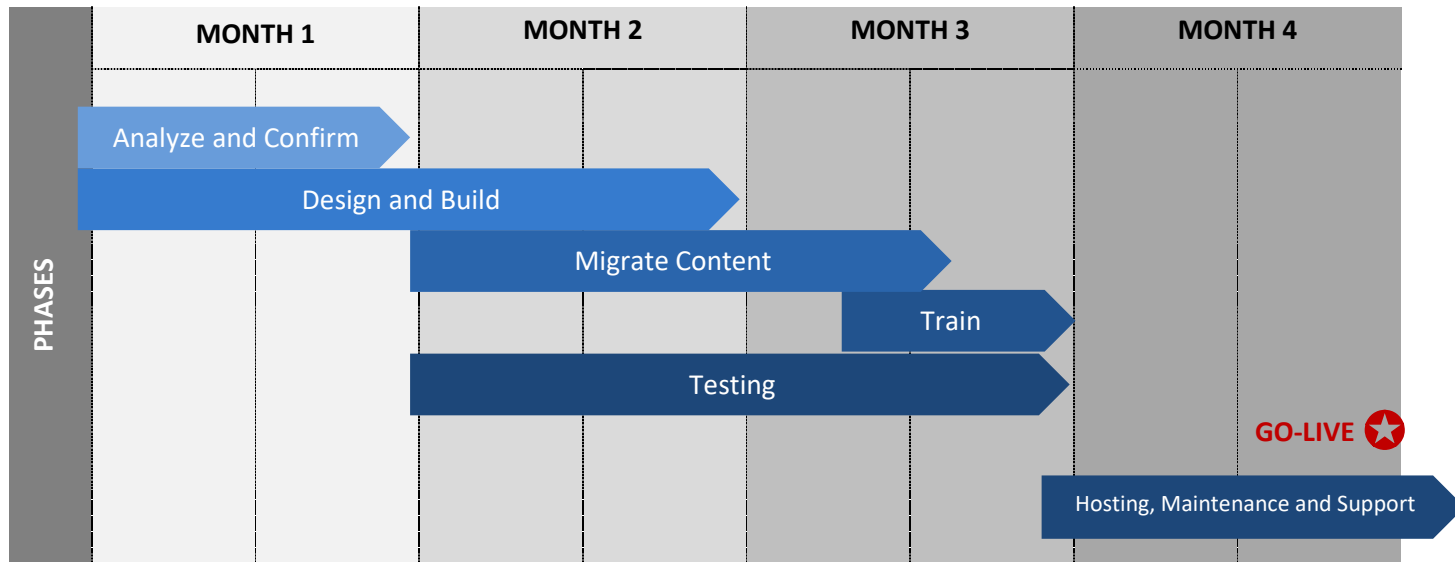 MONTH 1
MONTH 2
MONTH 3
MONTH 4
PHASES
Analyze and Confirm
Design and Build
Migrate Content
Train
Testing
GO-LIVE
Hosting, Maintenance and Support